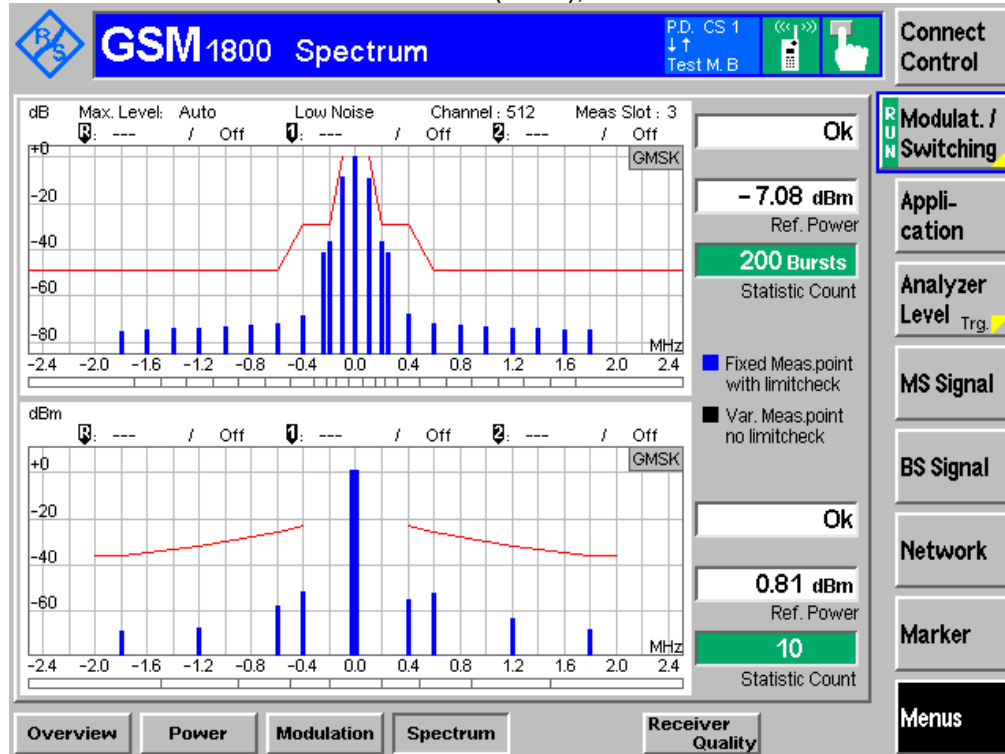 R/S
GSM 1800 Spectrum
P.D. CS 1
↓↑
Test M. B
Connect Control
dB Max. Level: Auto Low Noise Channel : 512 Meas Slot : 3
R: --- / Off 1: --- / Off 2: --- / Off
GMSK
+0
-20
-40
-60
-80
MHz
-2.4 -2.0 -1.6 -1.2 -0.8 -0.4 0.0 0.4 0.8 1.2 1.6 2.0 2.4
Ok
- 7.08 dBm
Ref. Power
200 Bursts
Statistic Count
Fixed Meas.point
with limitcheck
Var. Meas.point
no limitcheck
dBm
R: --- / Off 1: --- / Off 2: --- / Off
GMSK
+0
-20
-40
-60
MHz
-2.4 -2.0 -1.6 -1.2 -0.8 -0.4 0.0 0.4 0.8 1.2 1.6 2.0 2.4
Ok
0.81 dBm
Ref. Power
10
Statistic Count
RUN
Modulat. /
Switching
Appli-
cation
Analyzer
Level Trg.
MS Signal
BS Signal
Network
Marker
Menus
Overview Power Modulation Spectrum Receiver
Quality